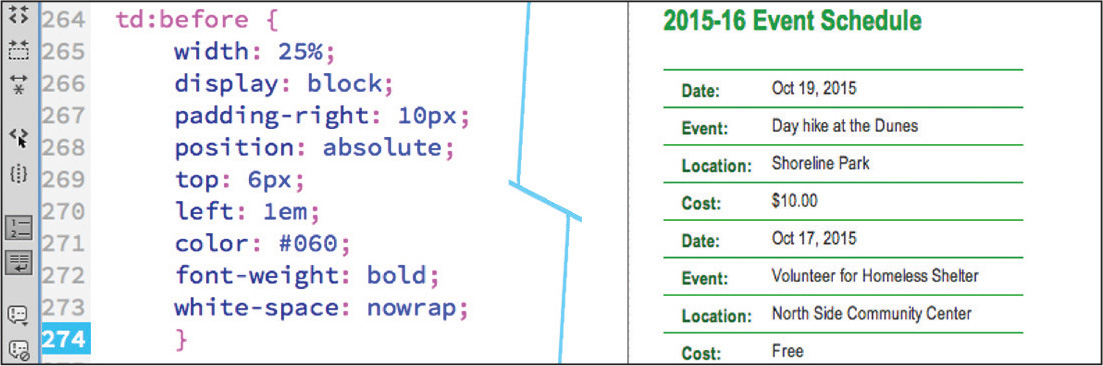 264 td:before {
265 width: 25%;
266 display: block;
267 padding-right: 10px;
268 position: absolute;
269 top: 6px;
270 left: 1em;
271 color: #060;
272 font-weight: bold;
273 white-space: nowrap;
274 }
2015-16 Event Schedule
Date: Oct 19, 2015
Event: Day hike at the Dunes
Location: Shoreline Park
Cost: $10.00
Date: Oct 17, 2015
Event: Volunteer for Homeless Shelter
Location: North Side Community Center
Cost: Free